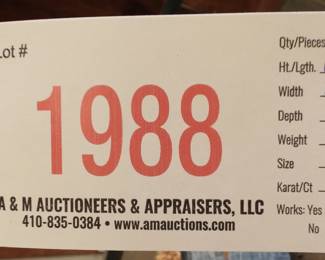 Lot #
1988
A & M AUCTIONEERS & APPRAISERS, LLC
410-835-0384 • www.amauctions.com
Qty/Pieces
Ht./Lgth.
Width
Depth
Weight
Size
Karat/Ct
Works: Yes
No